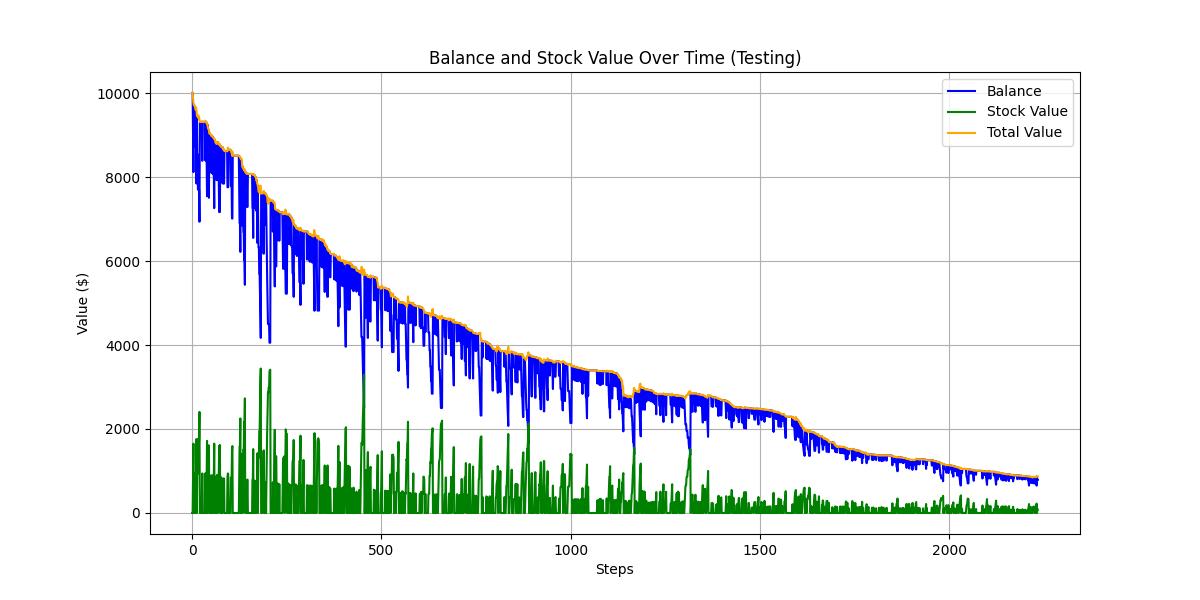 Balance and Stock Value Over Time (Testing)
10000
8000
6000
4000
2000
0
Value ($)
Balance
Stock Value
Total Value
0 500 1000 1500 2000
Steps